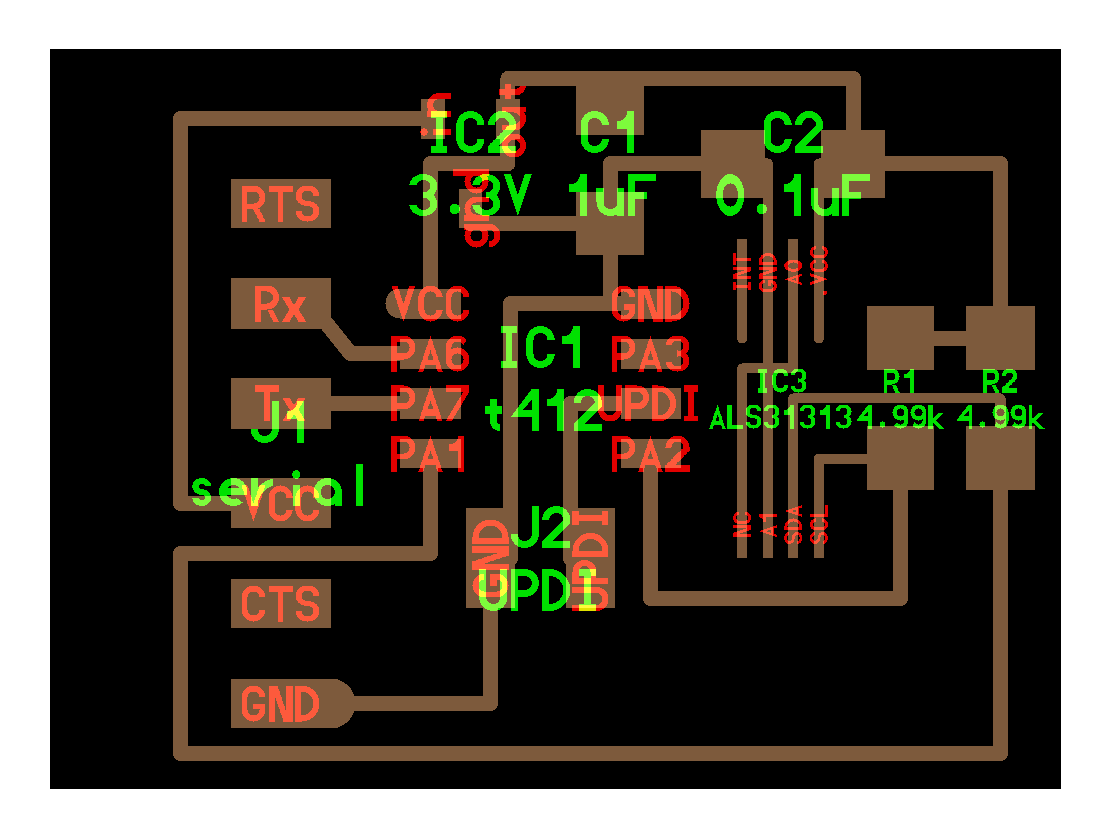 in
out
IC2
3.3V
gnd
C1
1uF
C2
0.1uF
RTS
Rx
Tx
J1
serial
VCC
CTS
GND
VCC
PA6
PA7
PA1
IC1
t412
GND
PA3
UPDI
PA2
GND
J2
UPDI
UPDI
INT
GND
A0
.VCC
IC3
ALS31313
NC
A1
SDA
SCL
R1
4.99k
R2
4.99k